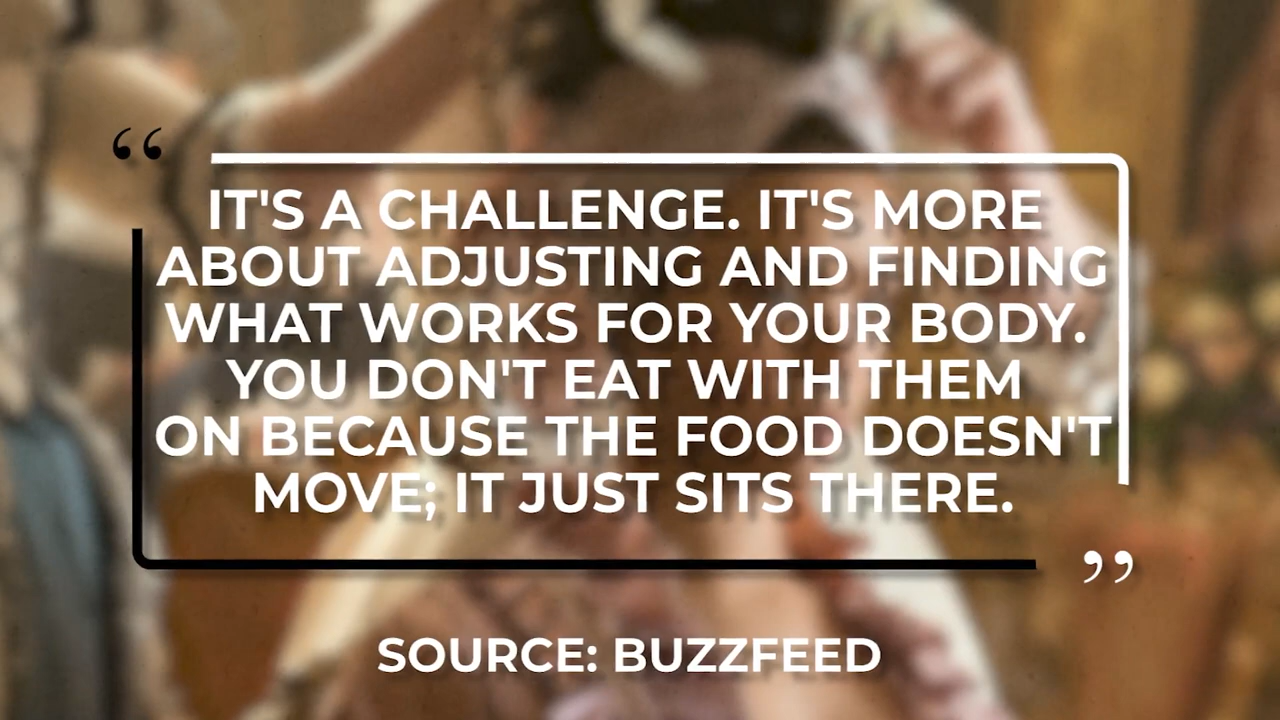 “
IT'S A CHALLENGE. IT'S MORE
ABOUT ADJUSTING AND FINDING
WHAT WORKS FOR YOUR BODY.
YOU DON'T EAT WITH THEM
ON BECAUSE THE FOOD DOESN'T
MOVE; IT JUST SITS THERE.
”
SOURCE: BUZZFEED